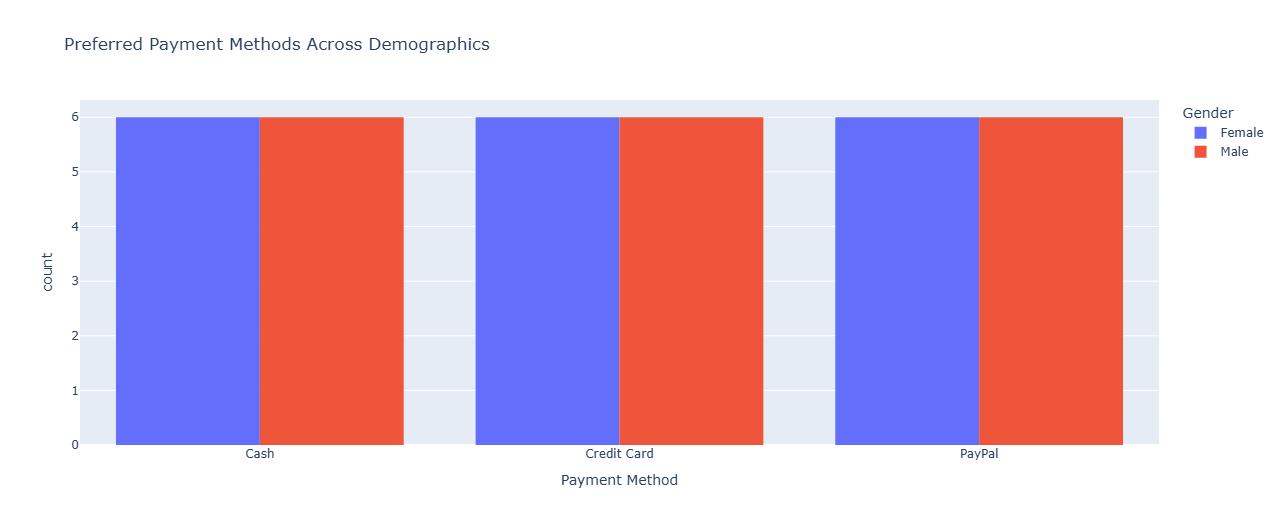 Preferred Payment Methods Across Demographics
Gender
Female
Male
count
6
5
4
3
2
1
0
Cash
Credit Card
PayPal
Payment Method